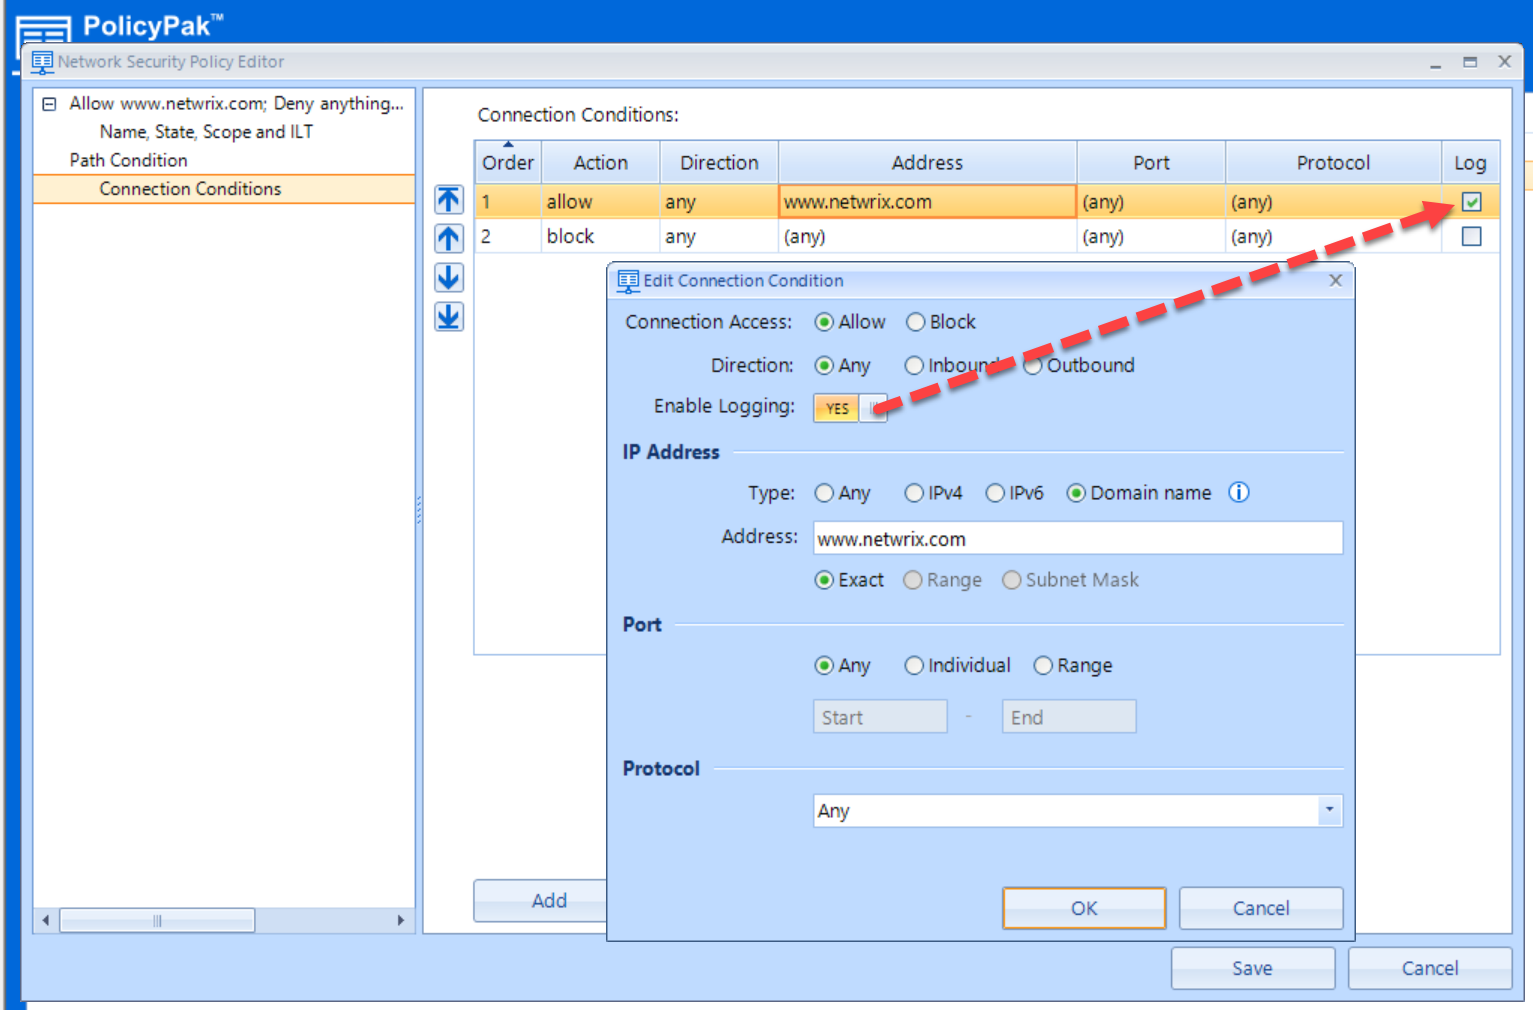 PolicyPak™
Network Security Policy Editor
Allow www.netwrix.com; Deny anything...
Name, State, Scope and ILT
Path Condition
Connection Conditions
Connection Conditions:
Order Action Direction Address Port Protocol Log
1 allow any www.netwrix.com (any) (any)
2 block any (any) (any) (any)
Edit Connection Condition
Connection Access: Allow Block
Direction: Any Inbound Outbound
Enable Logging: YES
IP Address
Type: Any IPv4 IPv6 Domain name
Address: www.netwrix.com
Exact Range Subnet Mask
Port
Any Individual Range
Start - End
Protocol
Any
Add
OK Cancel
Save Cancel